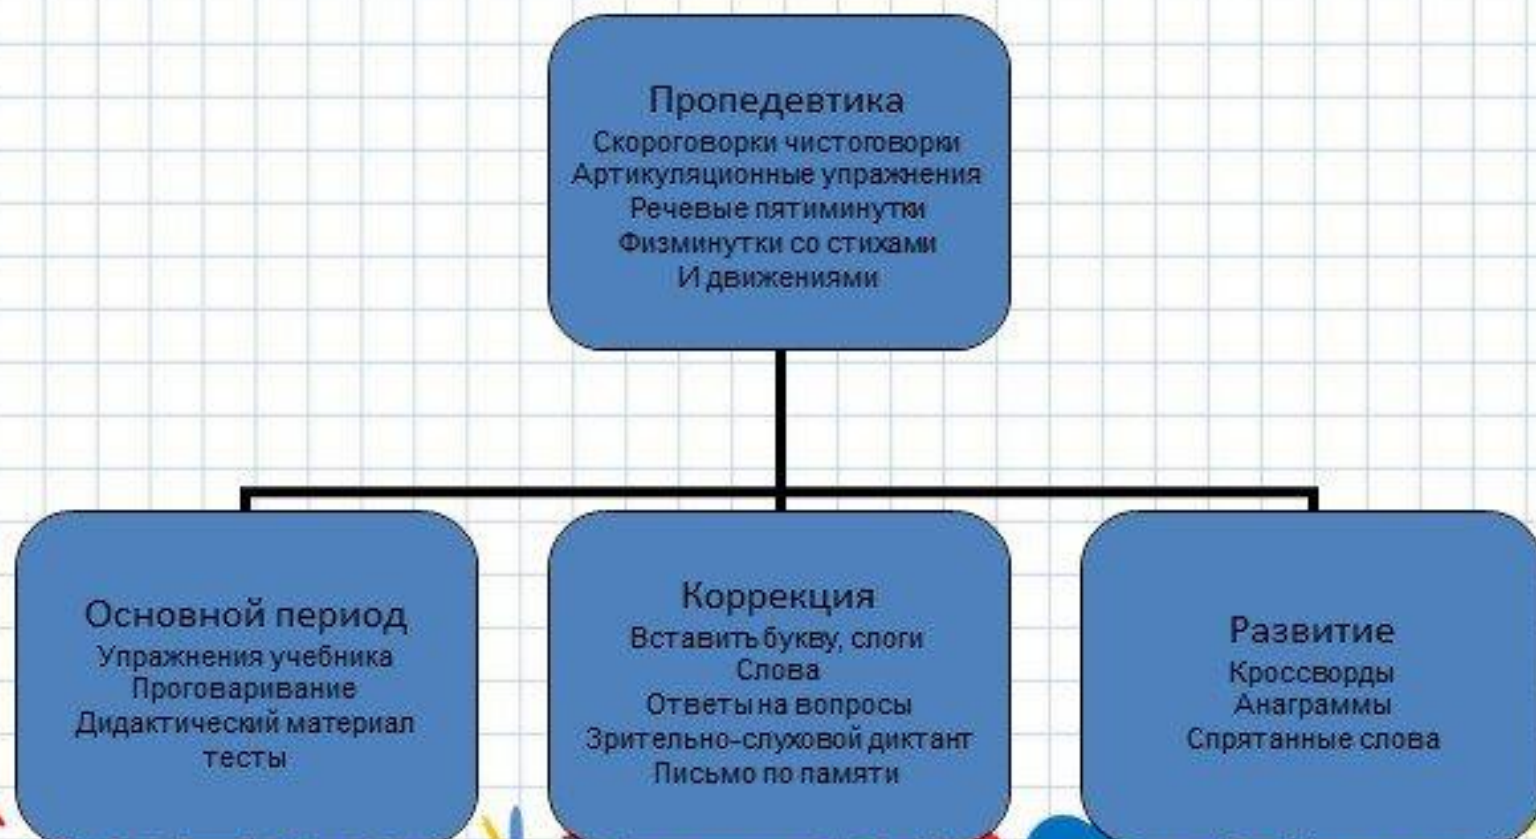 Пропедевтика
Скороговорки чистоговорки
Артикуляционные упражнения
Речевые пятиминутки
Физминутки со стихами
И движениями
Основной период
Упражнения учебника
Проговаривание
Дидактический материал
тесты
Коррекция
Вставить букву, слоги
Слова
Ответы на вопросы
Зрительно-слуховой диктант
Письмо по памяти
Развитие
Кроссворды
Анаграммы
Спрятанные слова